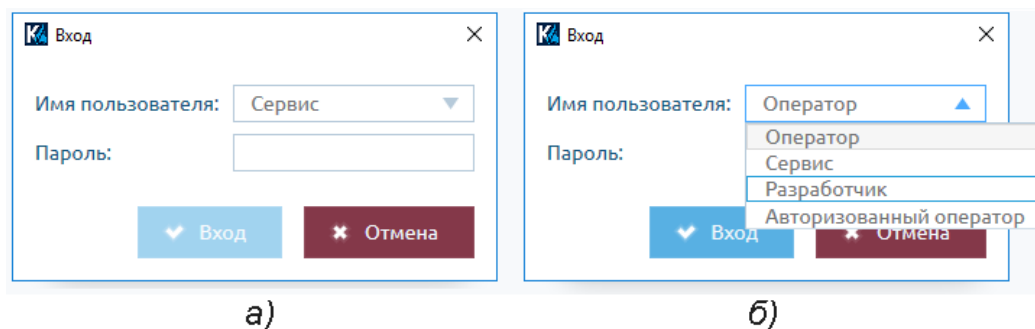 Вход
Имя пользователя: Сервис
Пароль:
Вход Отмена
а)
Вход
Имя пользователя: Оператор
Оператор
Пароль:
Сервис
Разработчик
Авторизованный оператор
Вход Отмена
б)